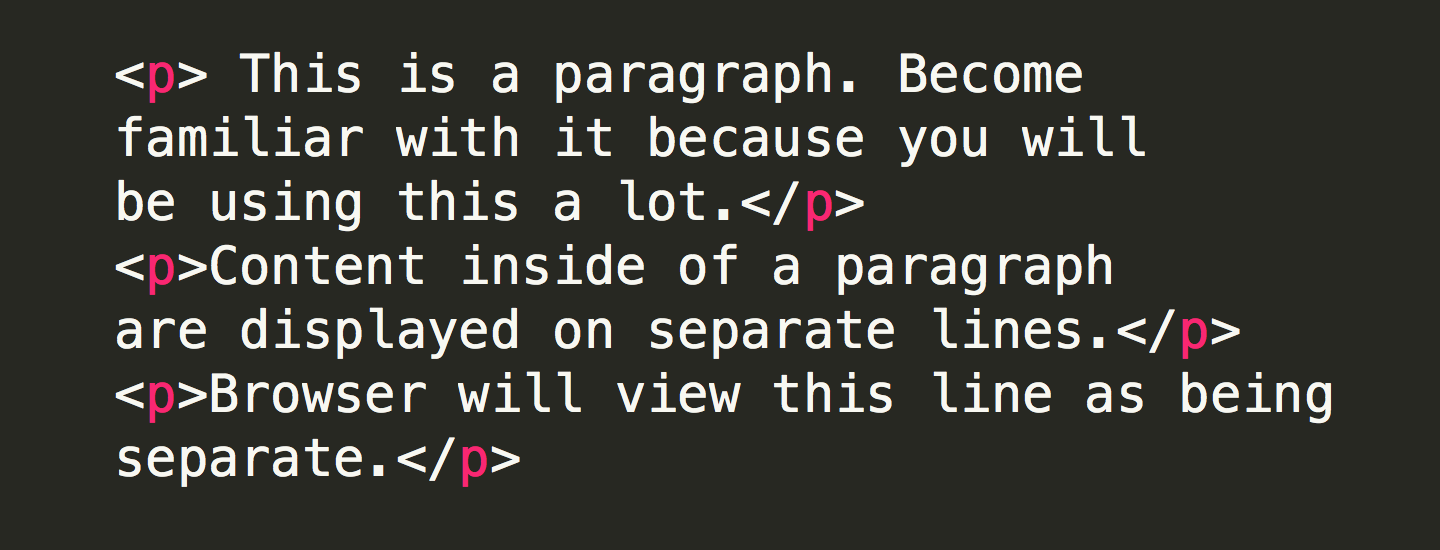 <p> This is a paragraph. Become
familiar with it because you will
be using this a lot.</p>
<p>Content inside of a paragraph
are displayed on separate lines.</p>
<p>Browser will view this line as being
separate.</p>